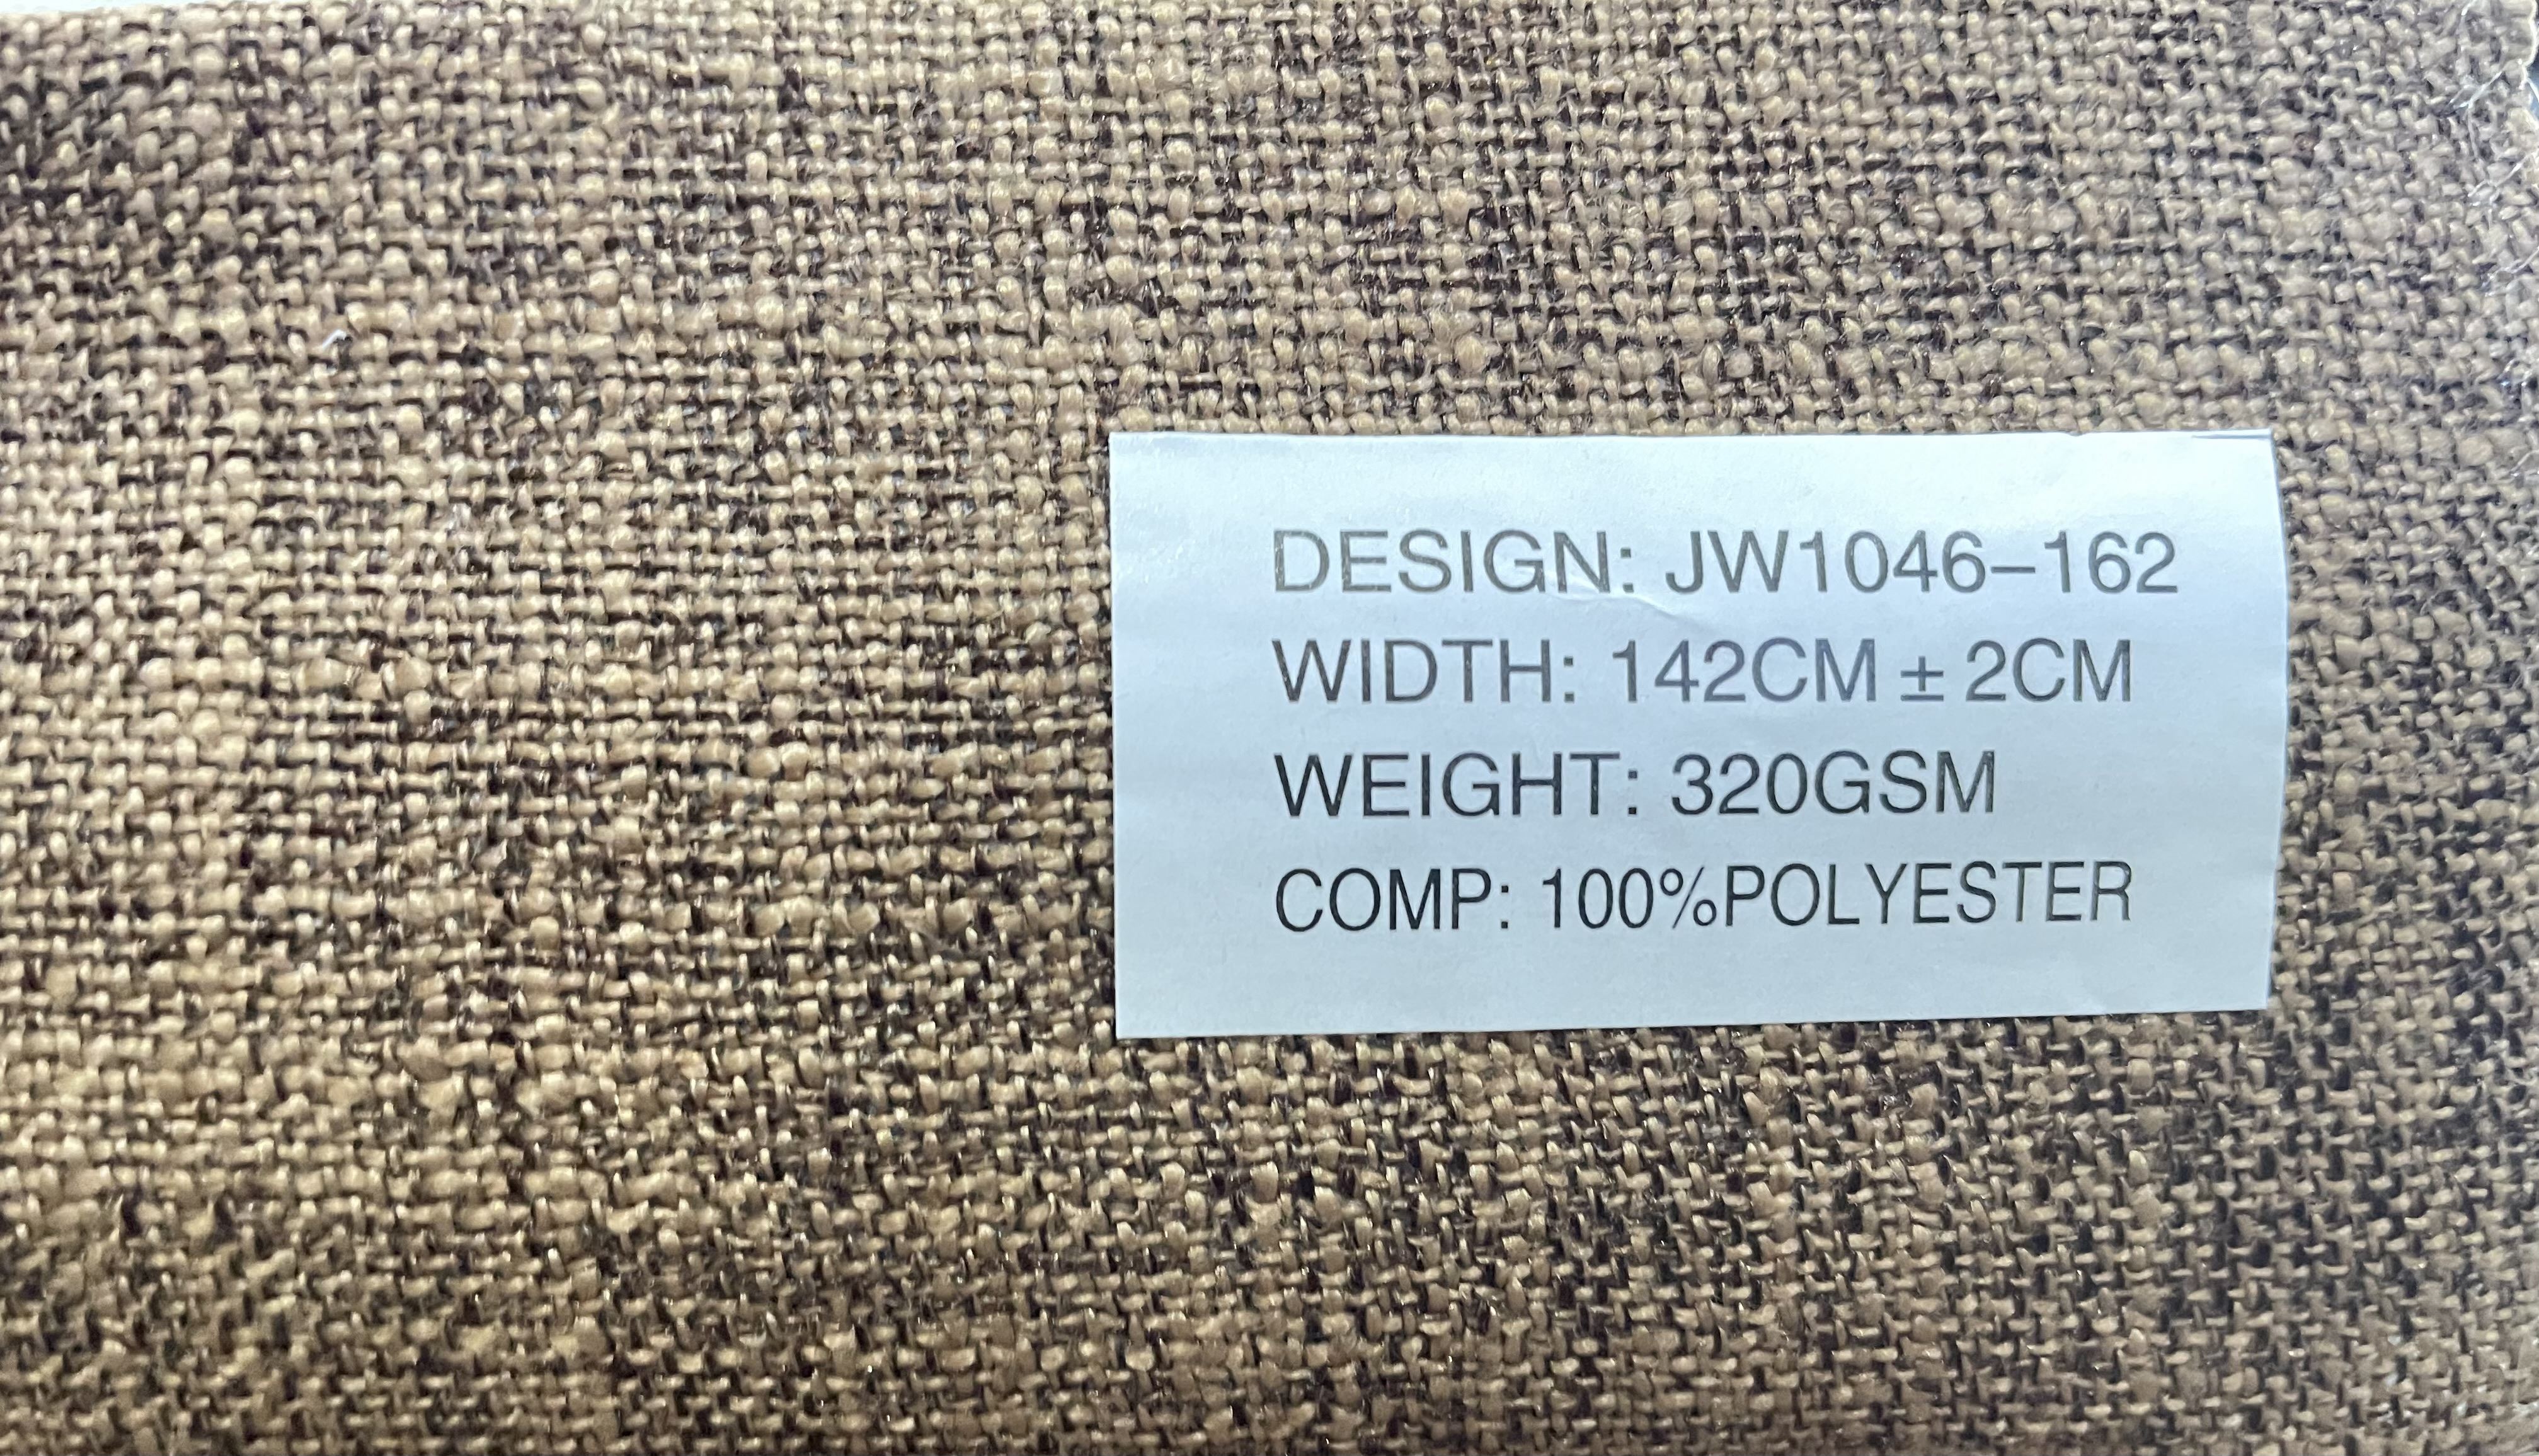 DESIGN: JW1046-162
WIDTH: 142CM ± 2CM
WEIGHT: 320GSM
COMP: 100%POLYESTER